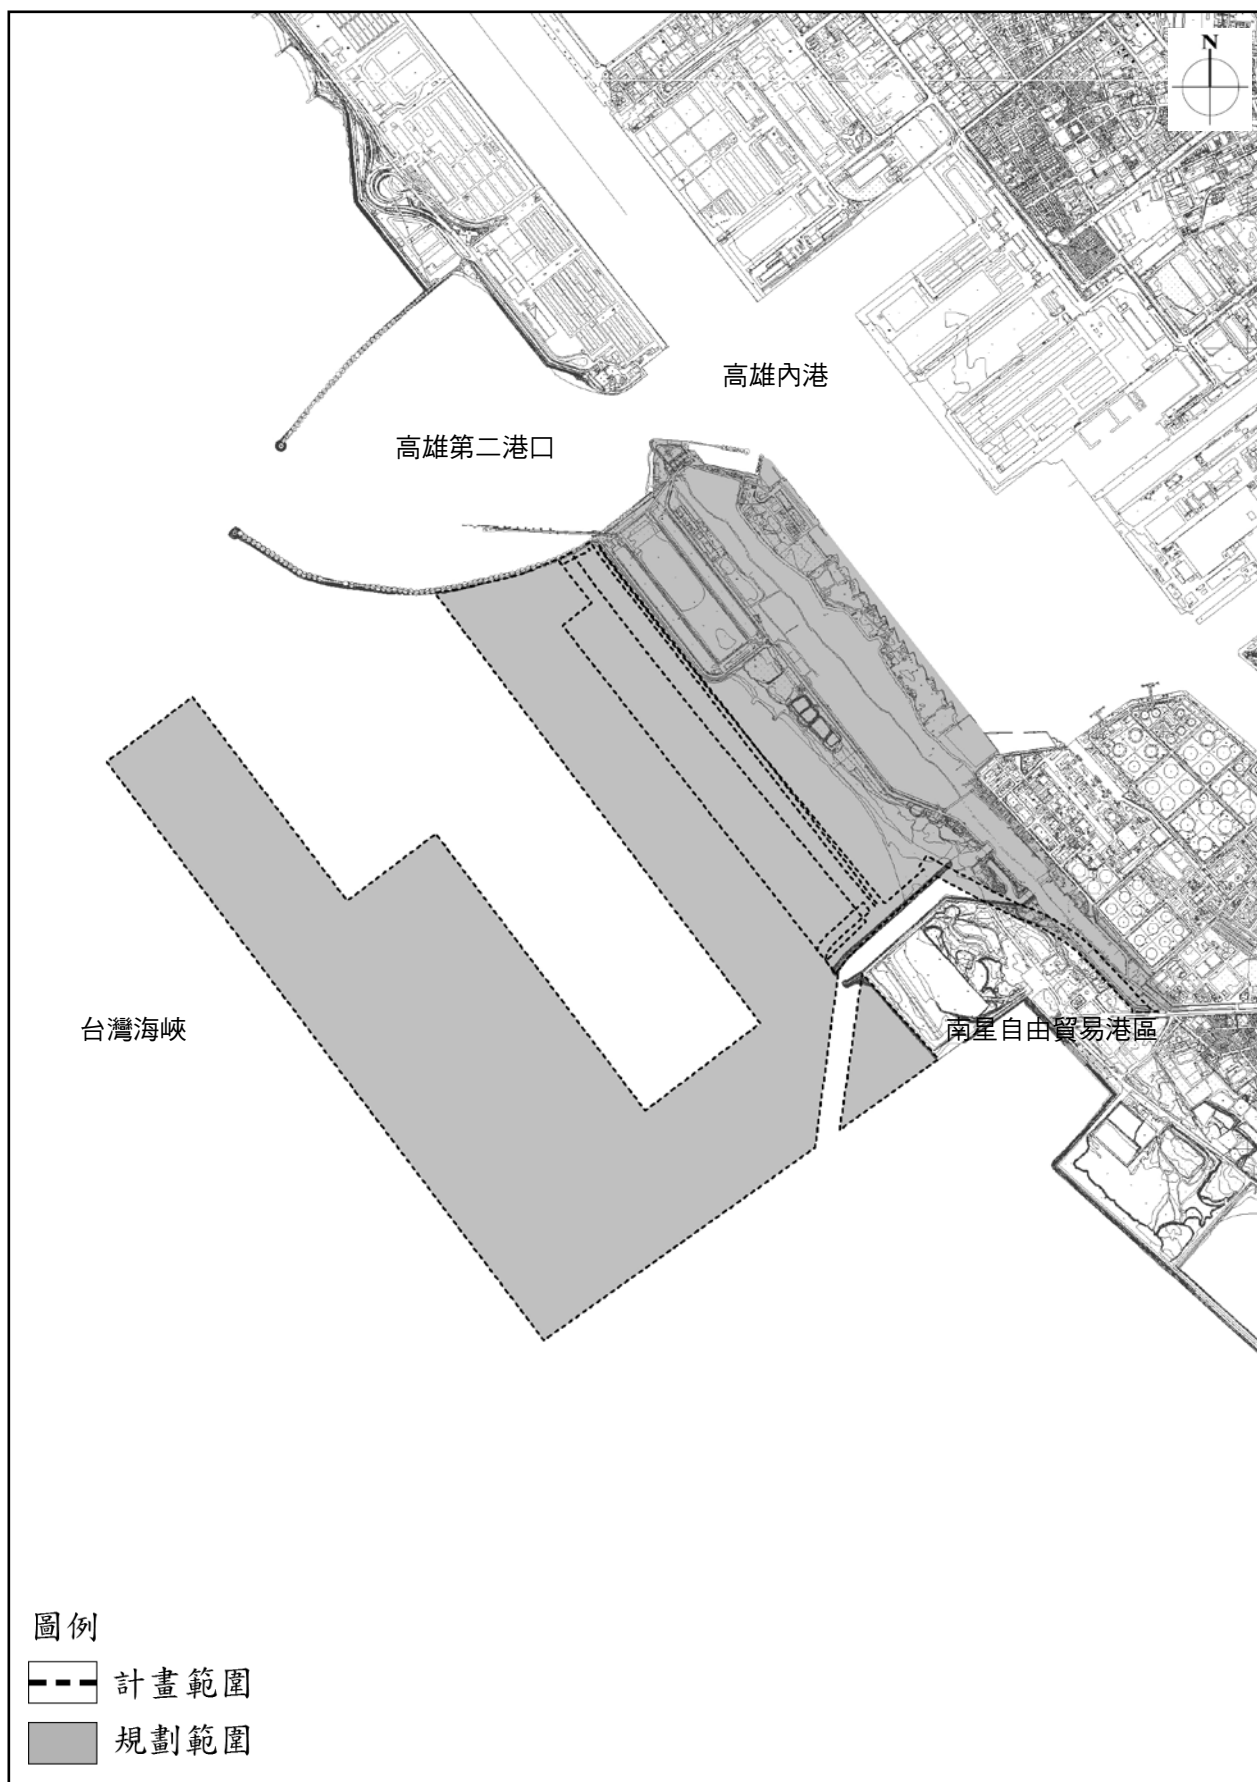 N
高雄內港
高雄第二港口
台灣海峽
南星自由貿易港區
圖例
計畫範圍
規劃範圍